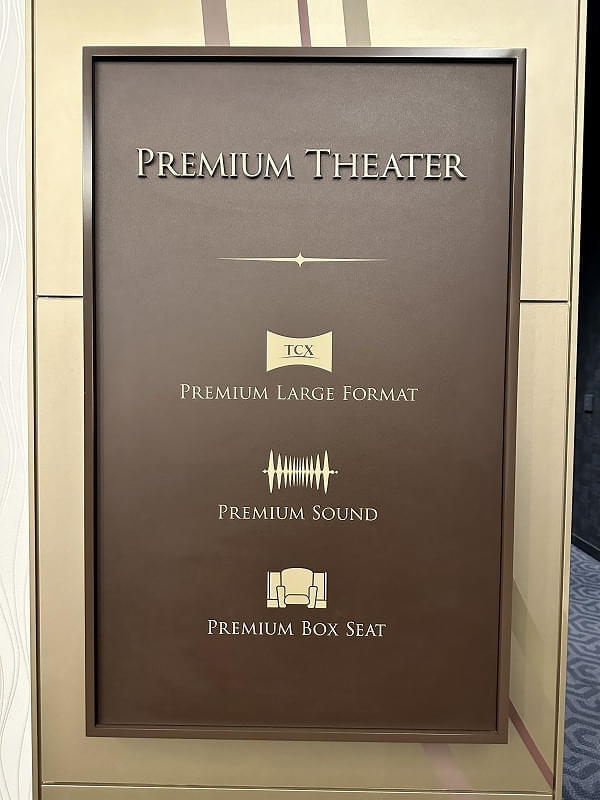 PREMIUM THEATER
TCX
PREMIUM LARGE FORMAT
PREMIUM SOUND
PREMIUM BOX SEAT